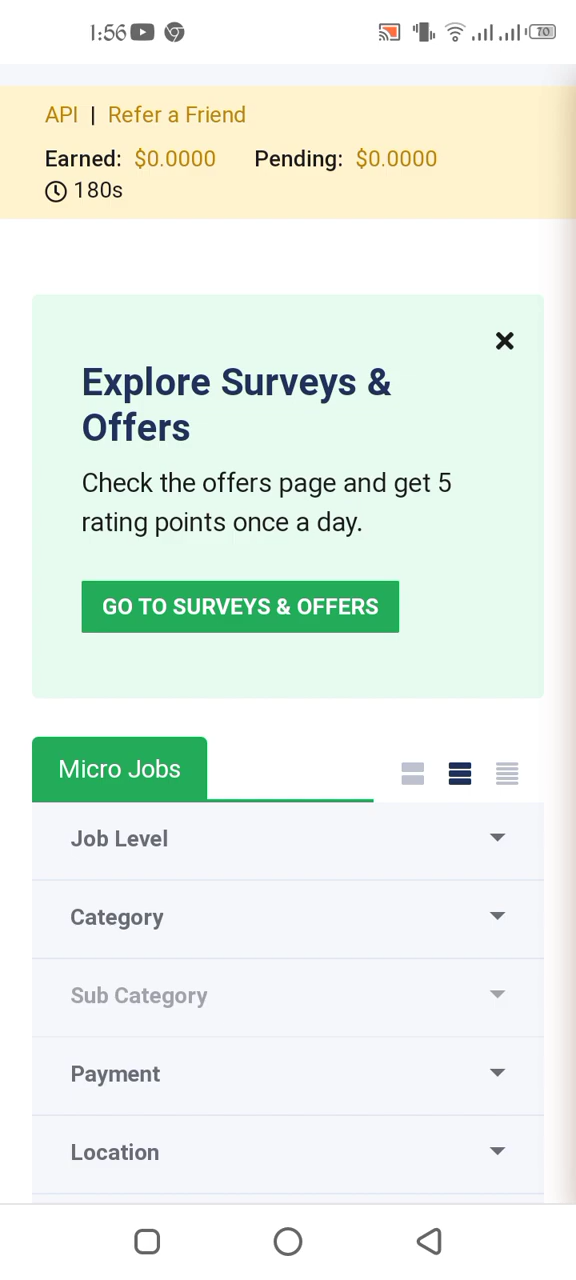 1:56
70
API | Refer a Friend
Earned: $0.0000 Pending: $0.0000
180s
Explore Surveys &
Offers
Check the offers page and get 5
rating points once a day.
GO TO SURVEYS & OFFERS
Micro Jobs
Job Level
Category
Sub Category
Payment
Location